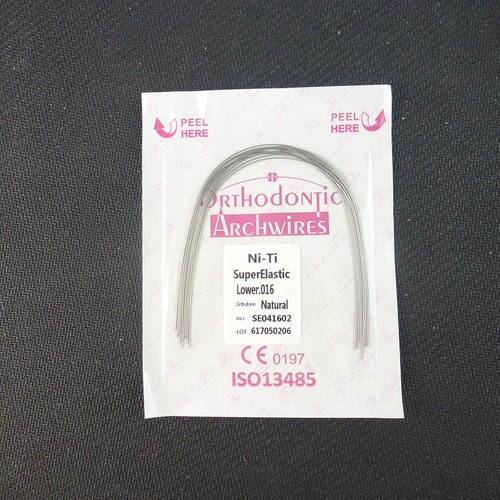 PEEL HERE
PEEL HERE
ORTHODONTIC
ARCHWIRES
Ni-Ti
SuperElastic
Lower.016
Orthoform Natural
REF SE041602
LOT 617050206
CE 0197
ISO13485